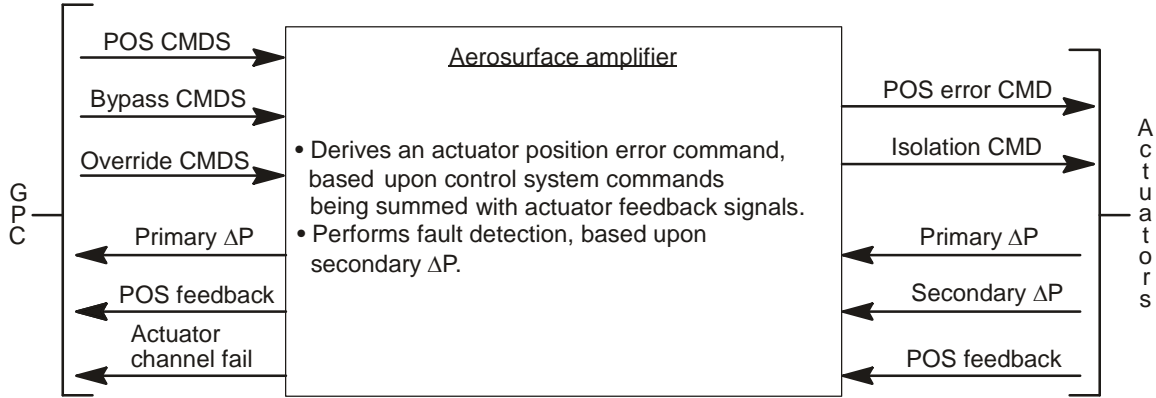 GPC
POS CMDS
Bypass CMDS
Override CMDS
Primary ΔP
POS feedback
Actuator
channel fail
Aerosurface amplifier
• Derives an actuator position error command,
based upon control system commands
being summed with actuator feedback signals.
• Performs fault detection, based upon
secondary ΔP.
POS error CMD
Isolation CMD
Primary ΔP
Secondary ΔP
POS feedback
Actuators